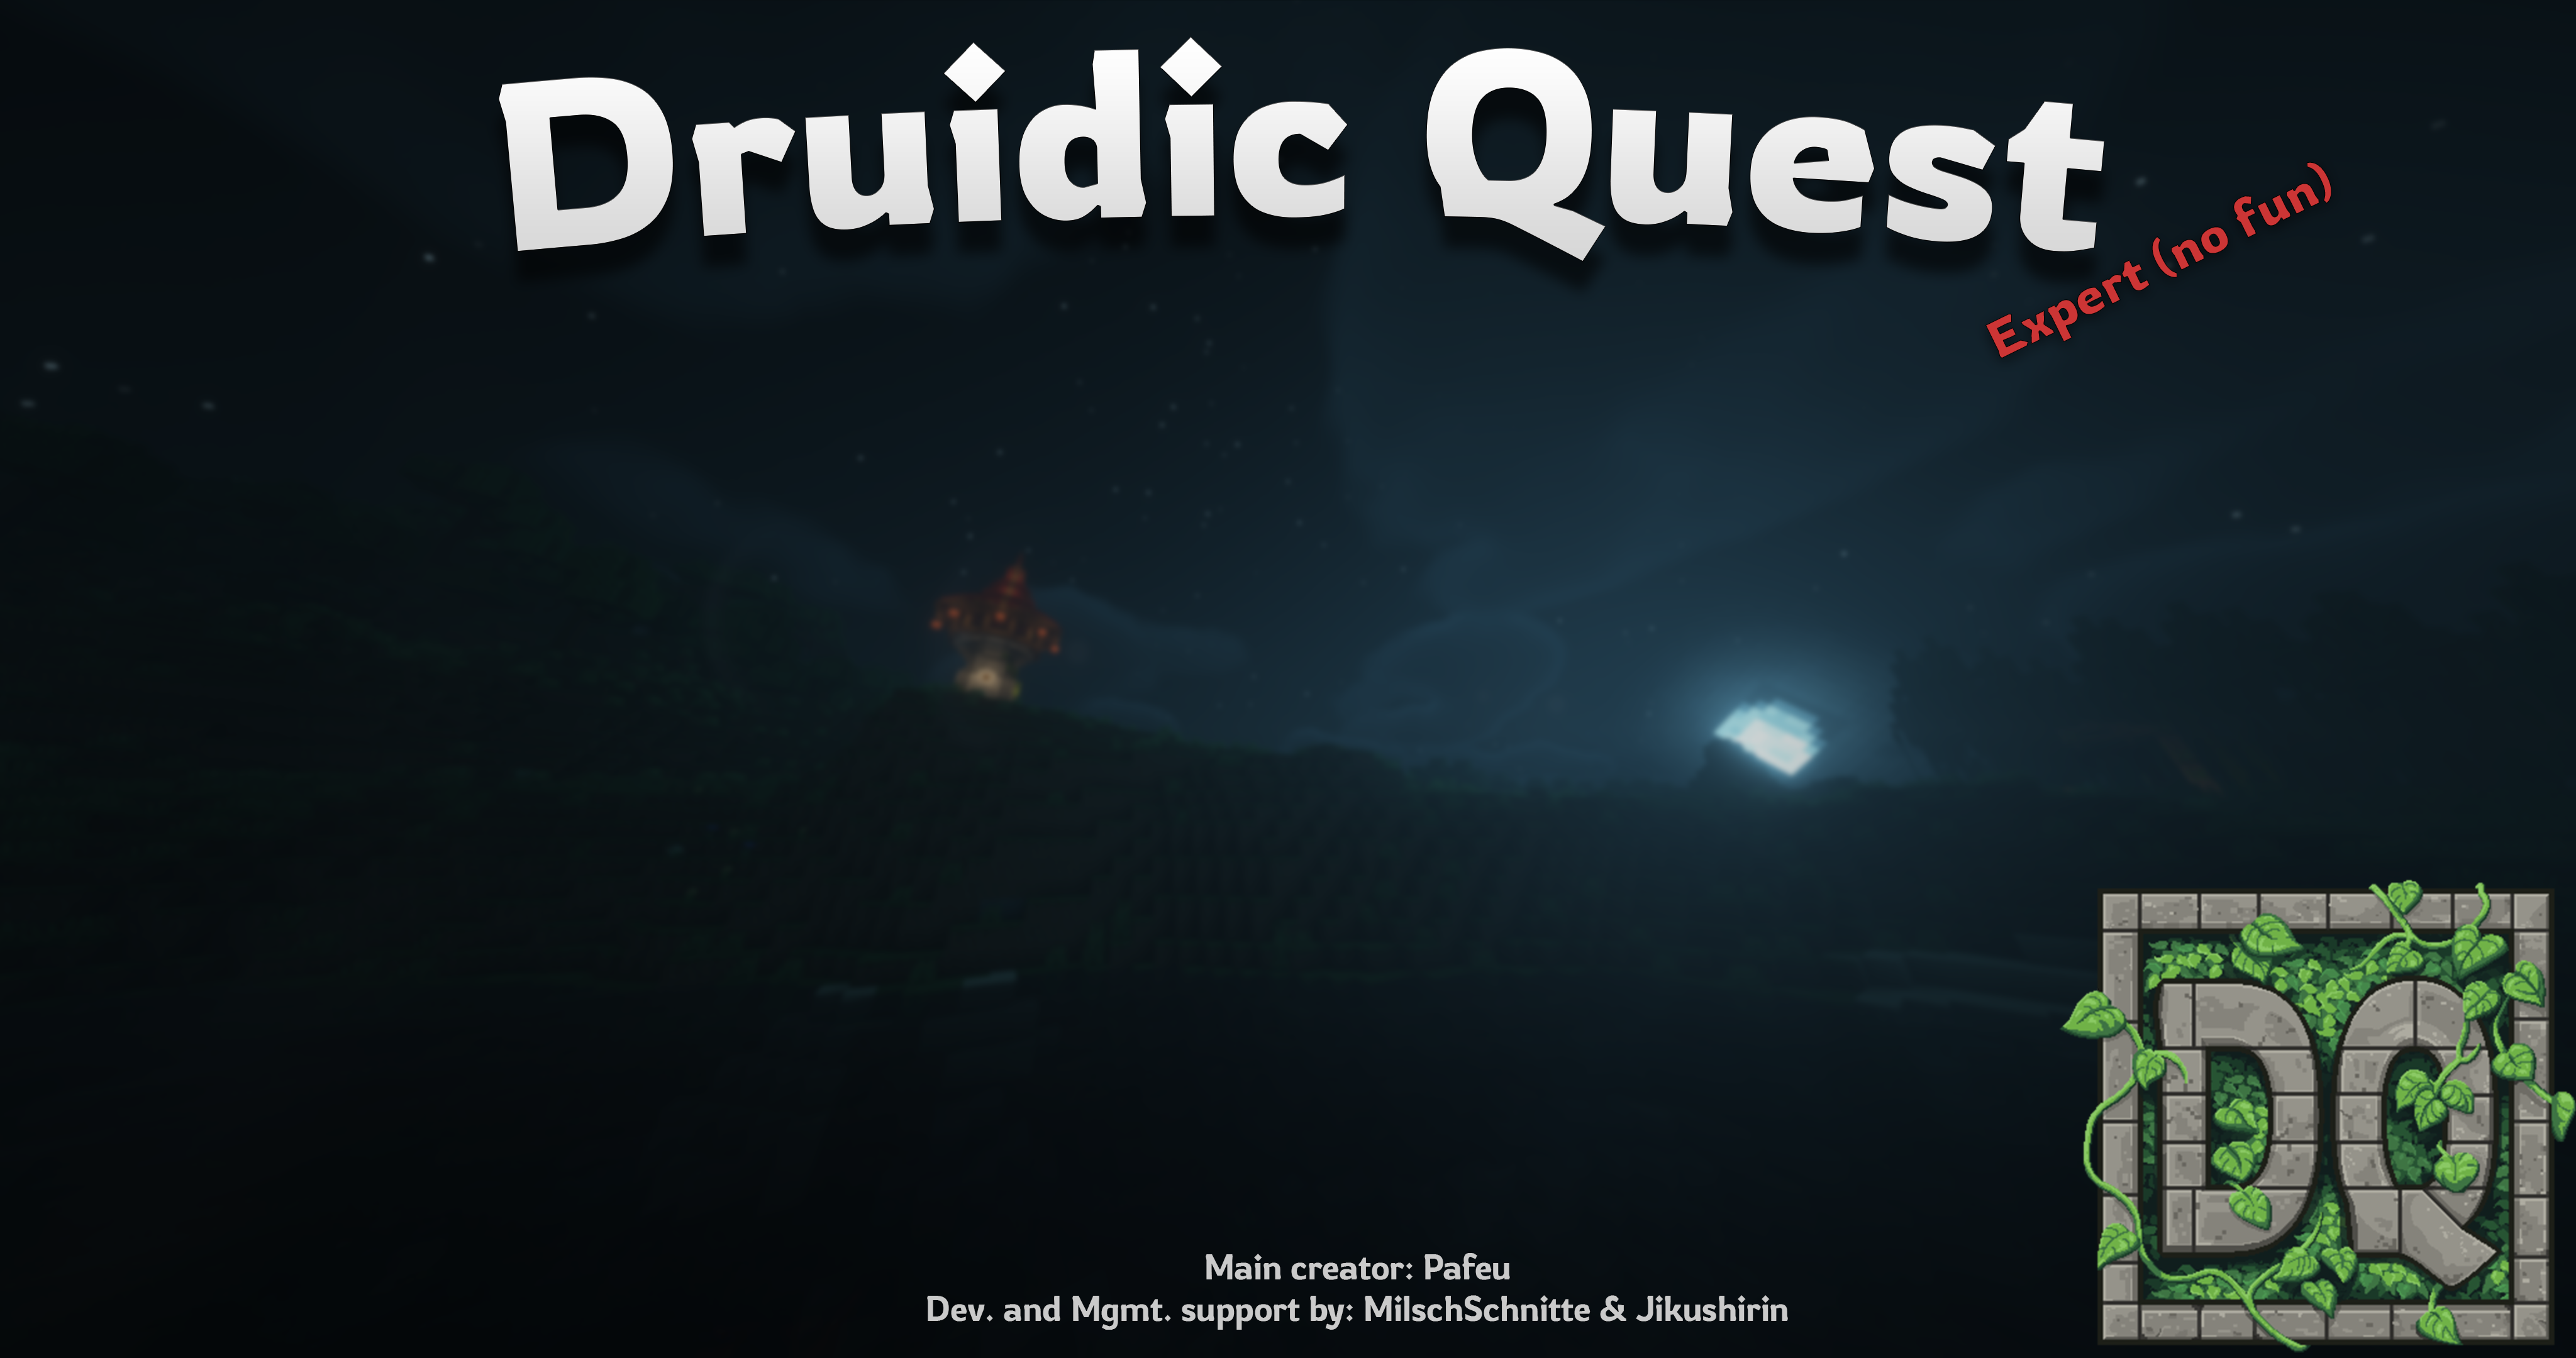 Druidic Quest
Expert (no fun)
DQ
Main creator: Pafeu
Dev. and Mgmt. support by: MilschSchnitte & Jikushirin